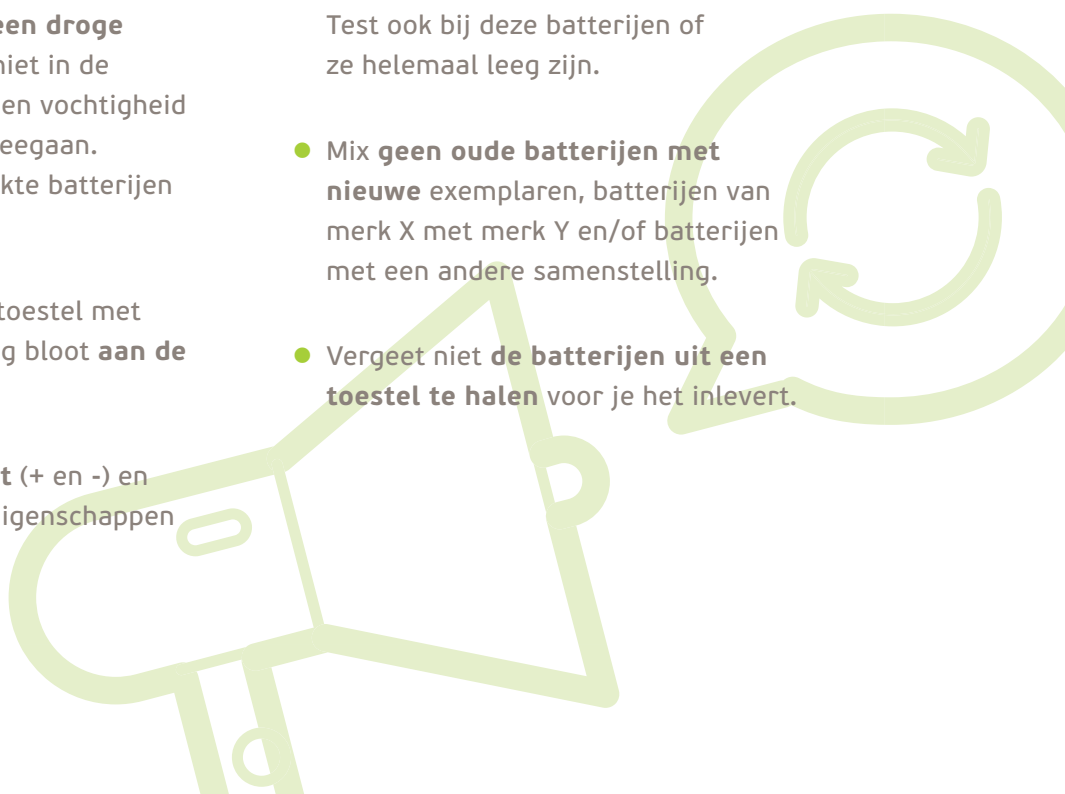 een droge
niet in de
en vochtigheid
eegaan.
kte batterijen
toestel met
g bloot aan de
t (+ en -) en
igenschappen
Test ook bij deze batterijen of
ze helemaal leeg zijn.
● Mix geen oude batterijen met
nieuwe exemplaren, batterijen van
merk X met merk Y en/of batterijen
met een andere samenstelling.
● Vergeet niet de batterijen uit een
toestel te halen voor je het inlevert.